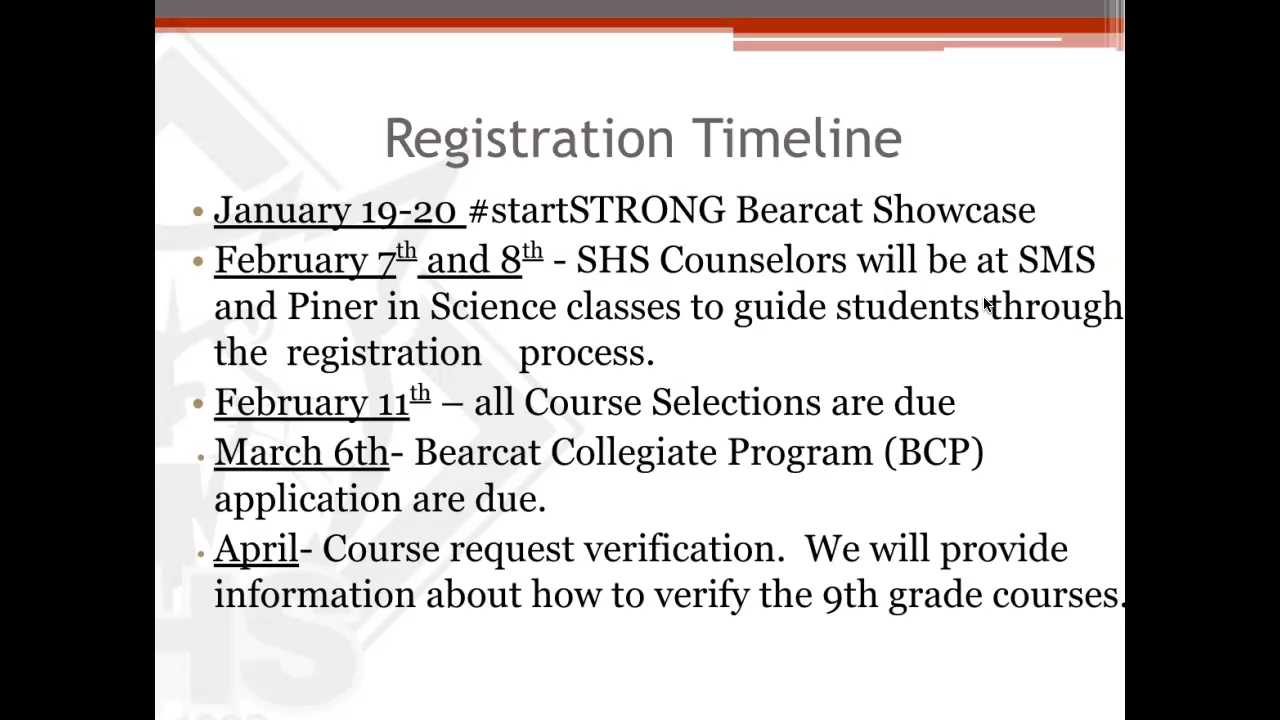 Registration Timeline
• January 19-20 #startSTRONG Bearcat Showcase
• February 7th and 8th - SHS Counselors will be at SMS
and Piner in Science classes to guide students through
the registration process.
• February 11th – all Course Selections are due
• March 6th- Bearcat Collegiate Program (BCP)
application are due.
• April- Course request verification. We will provide
information about how to verify the 9th grade courses.
HS